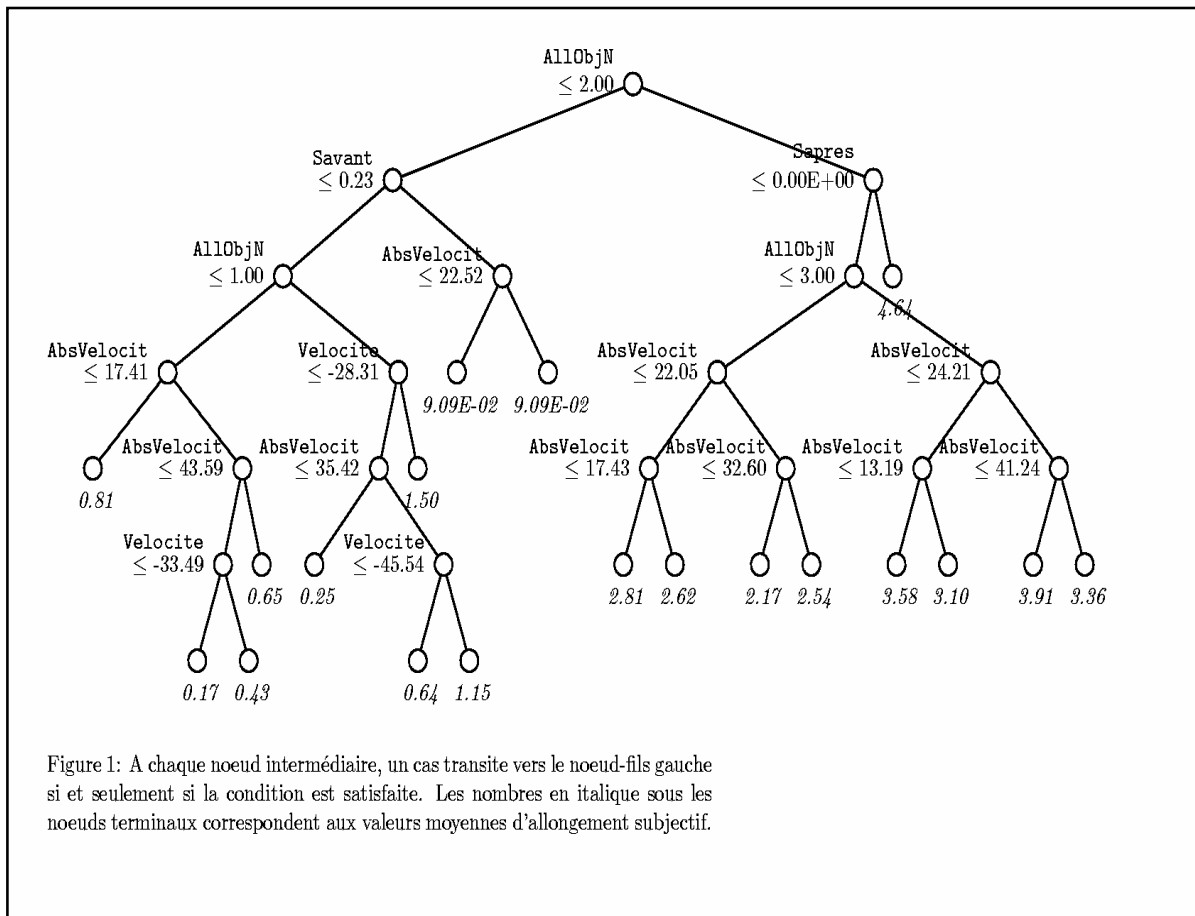 AllObjN
≤ 2.00
Savant
≤ 0.23
Sapres
≤ 0.00E+00
AllObjN
≤ 1.00
AbsVelocit
≤ 22.52
AllObjN
≤ 3.00
4.64
AbsVelocit
≤ 17.41
Velocite
≤ -28.31
9.09E-02 9.09E-02
AbsVelocit
≤ 22.05
AbsVelocit
≤ 24.21
0.81
AbsVelocit
≤ 43.59
AbsVelocit
≤ 35.42
1.50
AbsVelocit
≤ 17.43
AbsVelocit
≤ 32.60
AbsVelocit
≤ 13.19
AbsVelocit
≤ 41.24
Velocite
≤ -33.49
0.65
0.25
Velocite
≤ -45.54
2.81 2.62 2.17 2.54 3.58 3.10 3.91 3.36
0.17 0.43 0.64 1.15
Figure 1: A chaque noeud intermédiaire, un cas transite vers le noeud-fils gauche
si et seulement si la condition est satisfaite. Les nombres en italique sous les
noeuds terminaux correspondent aux valeurs moyennes d'allongement subjectif.